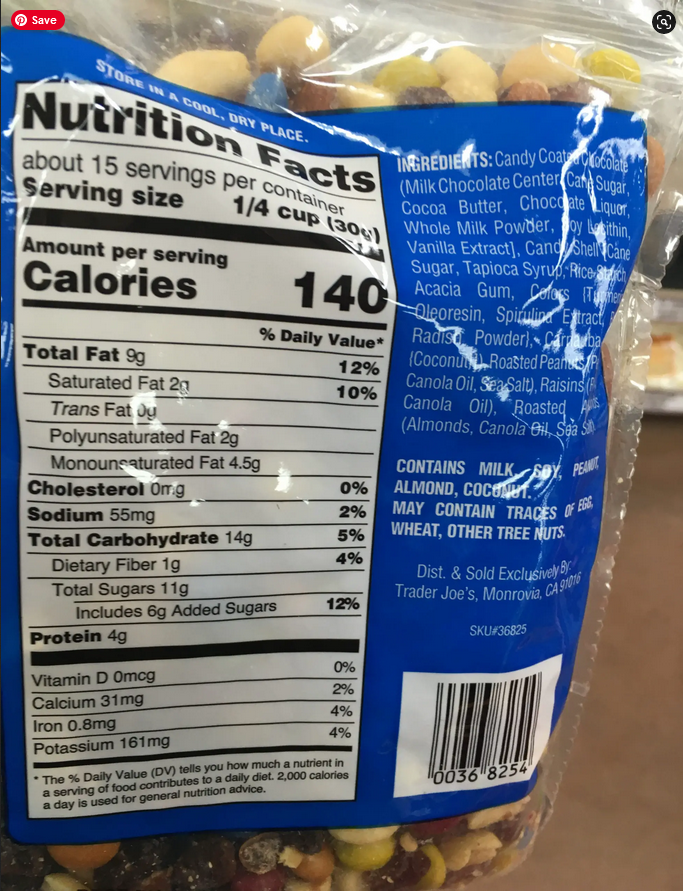 Save
STORE IN A COOL, DRY PLACE.
Nutrition Facts
about 15 servings per container
Serving size 1/4 cup (30g)
Amount per serving
Calories 140
% Daily Value*
Total Fat 9g 12%
Saturated Fat 2g 10%
Trans Fat 0g
Polyunsaturated Fat 2g
Monounsaturated Fat 4.5g
Cholesterol 0mg 0%
Sodium 55mg 2%
Total Carbohydrate 14g 5%
Dietary Fiber 1g 4%
Total Sugars 11g
Includes 6g Added Sugars 12%
Protein 4g
Vitamin D 0mcg 0%
Calcium 31mg 2%
Iron 0.8mg 4%
Potassium 161mg 4%
* The % Daily Value (DV) tells you how much a nutrient in
a serving of food contributes to a daily diet. 2,000 calories
a day is used for general nutrition advice.
INGREDIENTS: Candy Coated Chocolate
(Milk Chocolate Center, Cane Sugar,
Cocoa Butter, Chocolate Liquor,
Whole Milk Powder, Soy Lecithin,
Vanilla Extract], Candy Shell (Cane
Sugar, Tapioca Syrup, Rice Starch,
Acacia Gum, Colors
Oleoresin, Spirulina Extract,
Radish Powder), Carnauba
(Coconut)), Roasted Peanuts
Canola Oil, Sea Salt), Raisins
Canola Oil), Roasted
(Almonds, Canola Oil, Sea Salt)
CONTAINS MILK, SOY, PEANUT,
ALMOND, COCONUT.
MAY CONTAIN TRACES OF EGG,
WHEAT, OTHER TREE NUTS.
Dist. & Sold Exclusively By:
Trader Joe's, Monrovia, CA 91016
SKU#36825
0036 8254